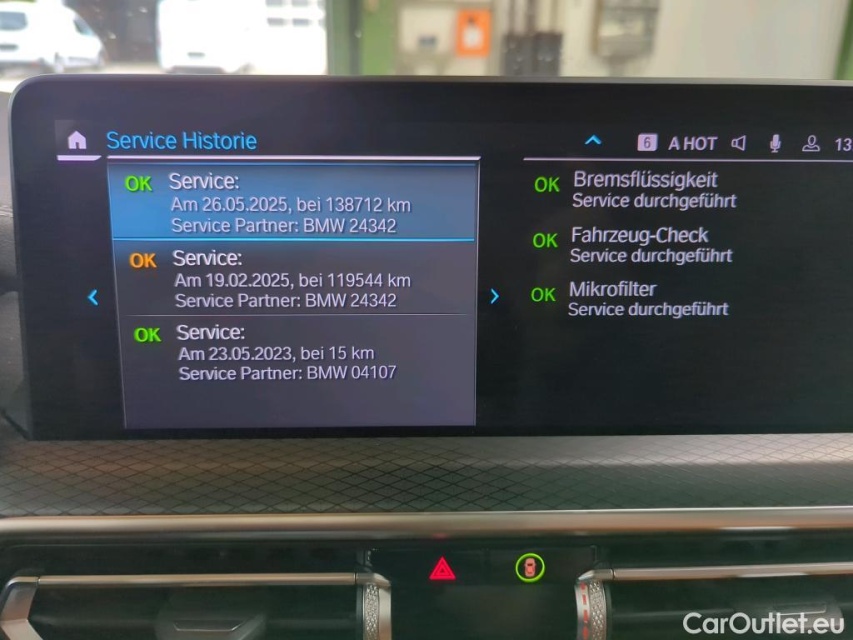 Service Historie
6 A HOT 13
OK Service:
Am 26.05.2025, bei 138712 km
Service Partner: BMW 24342
OK Service:
Am 19.02.2025, bei 119544 km
Service Partner: BMW 24342
OK Service:
Am 23.05.2023, bei 15 km
Service Partner: BMW 04107
OK Bremsflüssigkeit
Service durchgeführt
OK Fahrzeug-Check
Service durchgeführt
OK Mikrofilter
Service durchgeführt
CarOutlet.eu